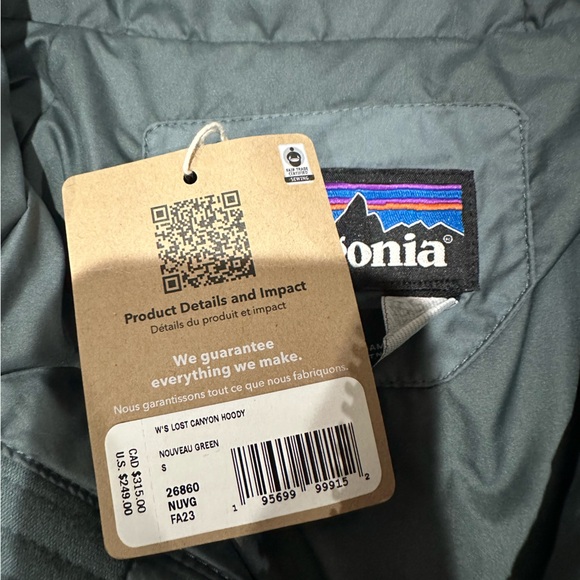 FAIR TRADE
CERTIFIED
SEWING
onia
Product Details and Impact
Détails du produit et impact
We guarantee
everything we make.
Nous garantissons tout ce que nous fabriquons.
W'S LOST CANYON HOODY
NOUVEAU GREEN
S
26860
NUVG
FA23
CAD $315.00
U.S. $249.00
1 95699 99915 2